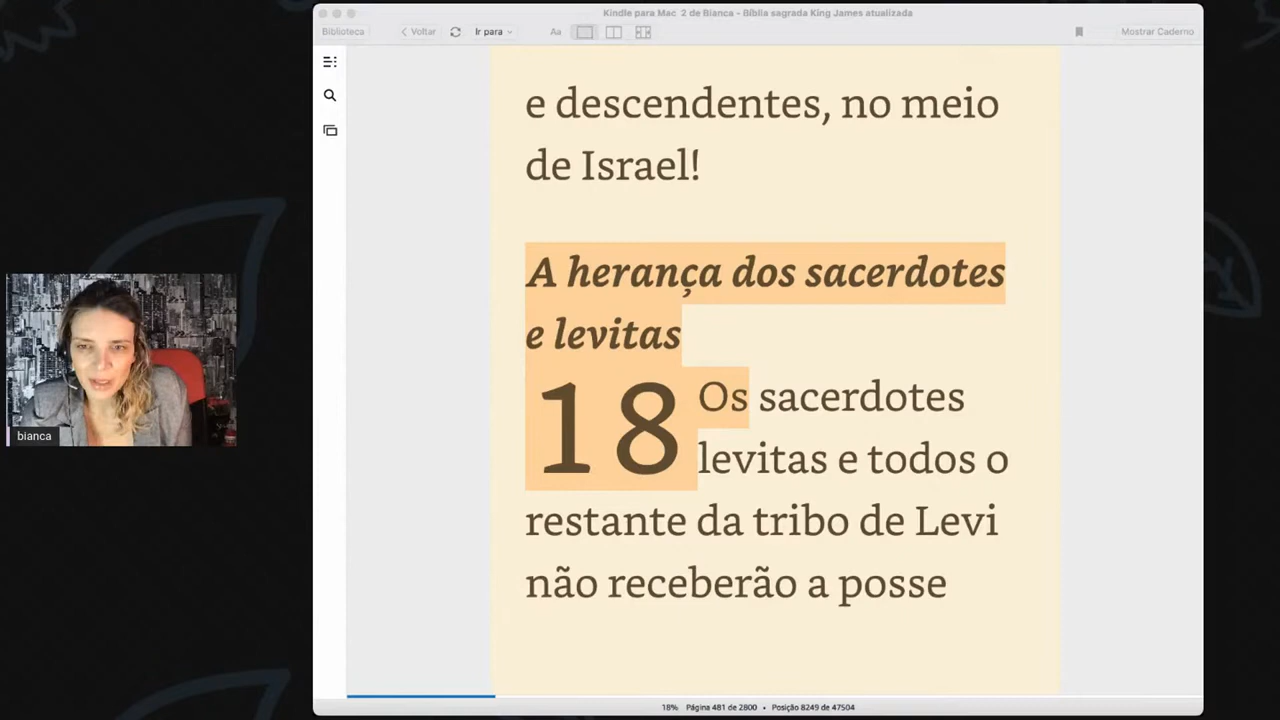 Kindle para Mac 2 de Bianca - Bíblia sagrada King James atualizada
Biblioteca
Voltar
Ir para
Aa
Mostrar Caderno
e descendentes, no meio
de Israel!
A herança dos sacerdotes
e levitas
18 Os sacerdotes
levitas e todos o
restante da tribo de Levi
não receberão a posse
bianca
18% Página 481 de 2800 • Posição 8249 de 47504